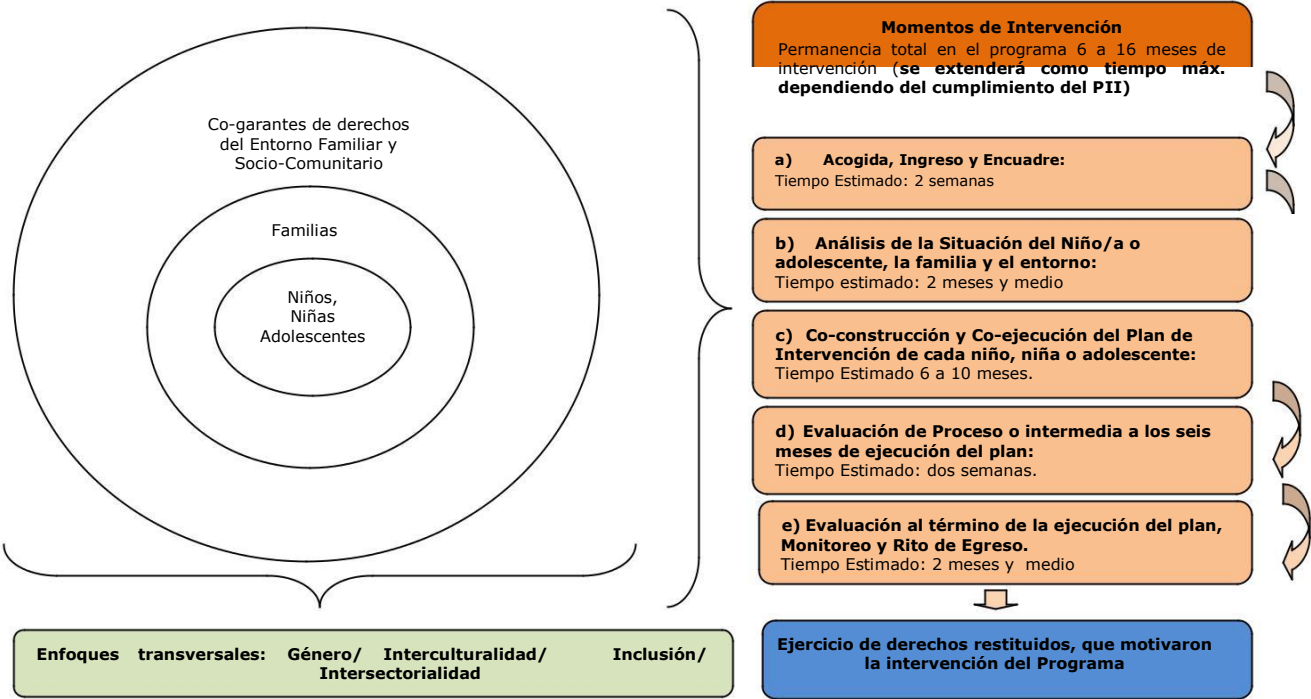 Co-garantes de derechos
del Entorno Familiar y
Socio-Comunitario
Familias
Niños,
Niñas
Adolescentes
Enfoques transversales: Género/ Interculturalidad/ Inclusión/
Intersectorialidad
Momentos de Intervención
Permanencia total en el programa 6 a 16 meses de
intervención (se extenderá como tiempo máx.
dependiendo del cumplimiento del PII)
a) Acogida, Ingreso y Encuadre:
Tiempo Estimado: 2 semanas
b) Análisis de la Situación del Niño/a o
adolescente, la familia y el entorno:
Tiempo estimado: 2 meses y medio
c) Co-construcción y Co-ejecución del Plan de
Intervención de cada niño, niña o adolescente:
Tiempo Estimado 6 a 10 meses.
d) Evaluación de Proceso o intermedia a los seis
meses de ejecución del plan:
Tiempo Estimado: dos semanas.
e) Evaluación al término de la ejecución del plan,
Monitoreo y Rito de Egreso.
Tiempo Estimado: 2 meses y medio
Ejercicio de derechos restituidos, que motivaron
la intervención del Programa